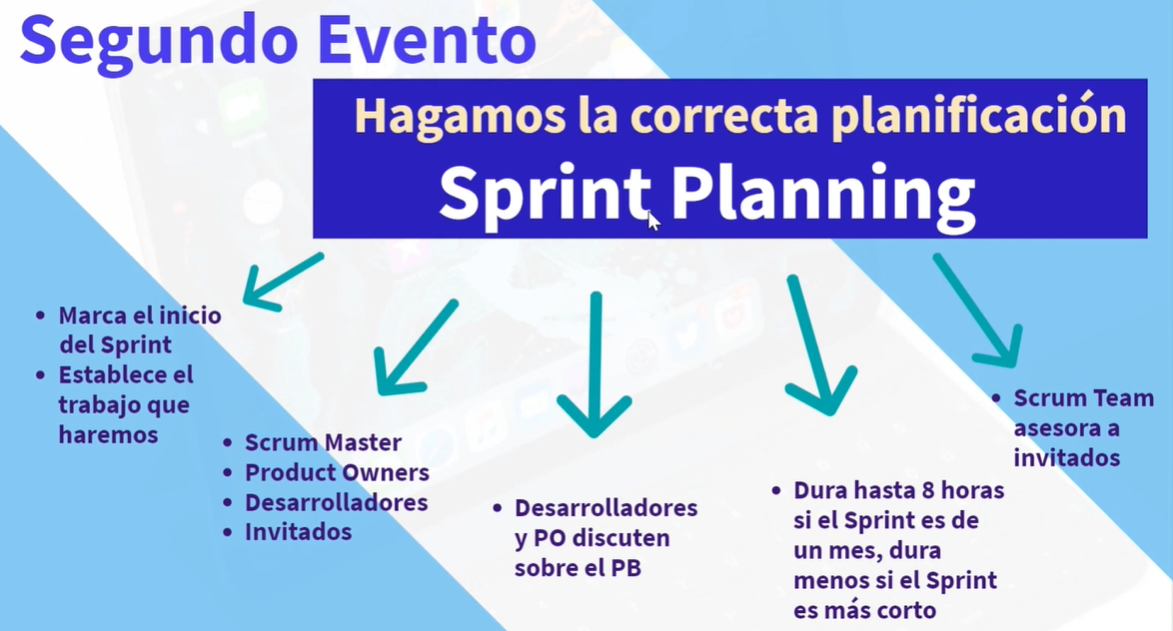 Segundo Evento
Hagamos la correcta planificación
Sprint Planning
• Marca el inicio
del Sprint
• Establece el
trabajo que
haremos
• Scrum Master
• Product Owners
• Desarrolladores
• Invitados
• Desarrolladores
y PO discuten
sobre el PB
• Dura hasta 8 horas
si el Sprint es de
un mes, dura
menos si el Sprint
es más corto
• Scrum Team
asesora a
invitados